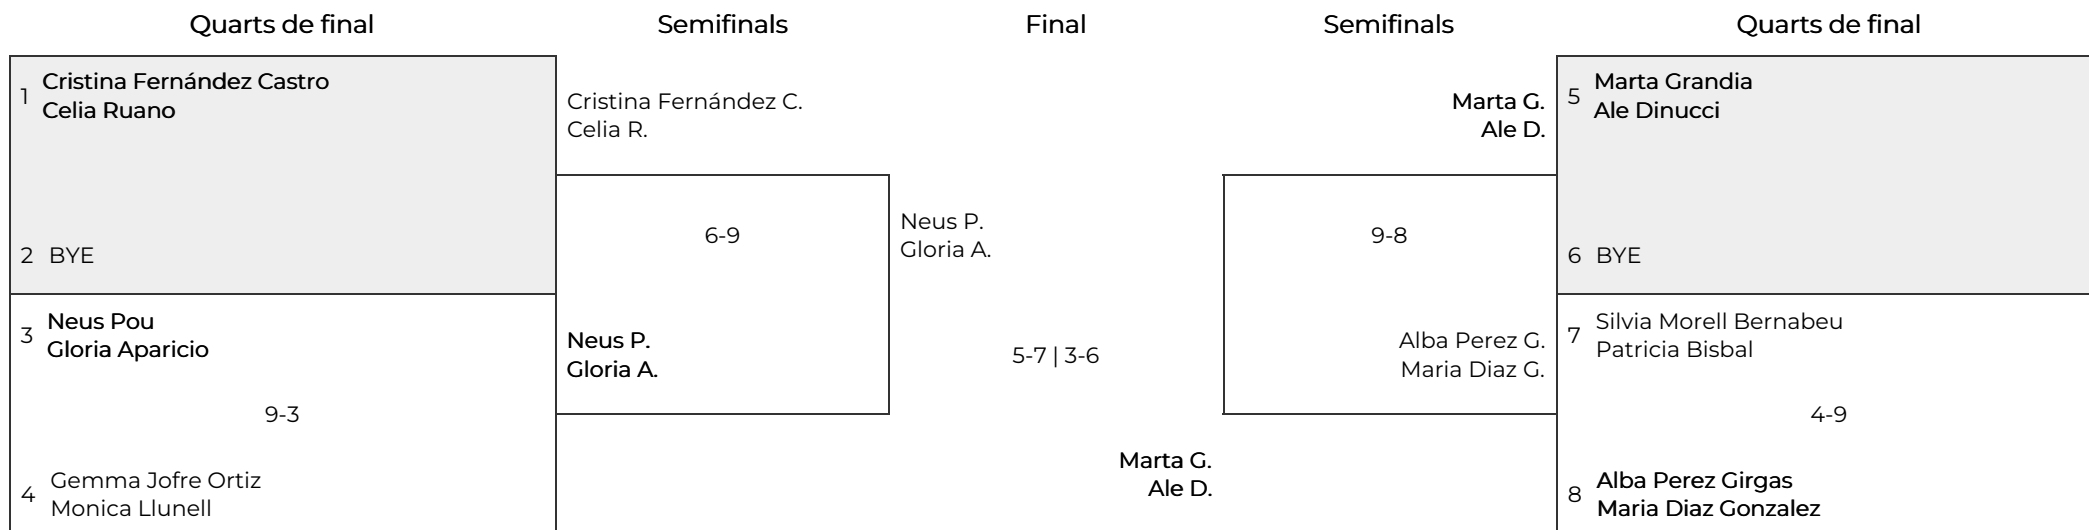 Quarts de final
Semifinals
Final
Semifinals
Quarts de final
1
Cristina Fernández Castro
Celia Ruano
2 BYE
3
Neus Pou
Gloria Aparicio
9-3
4
Gemma Jofre Ortiz
Monica Llunell
Cristina Fernández C.
Celia R.
6-9
Neus P.
Gloria A.
Neus P.
Gloria A.
5-7 | 3-6
Marta G.
Ale D.
Marta G.
Ale D.
9-8
Alba Perez G.
Maria Diaz G.
5
Marta Grandia
Ale Dinucci
6 BYE
7
Silvia Morell Bernabeu
Patricia Bisbal
4-9
8
Alba Perez Girgas
Maria Diaz Gonzalez